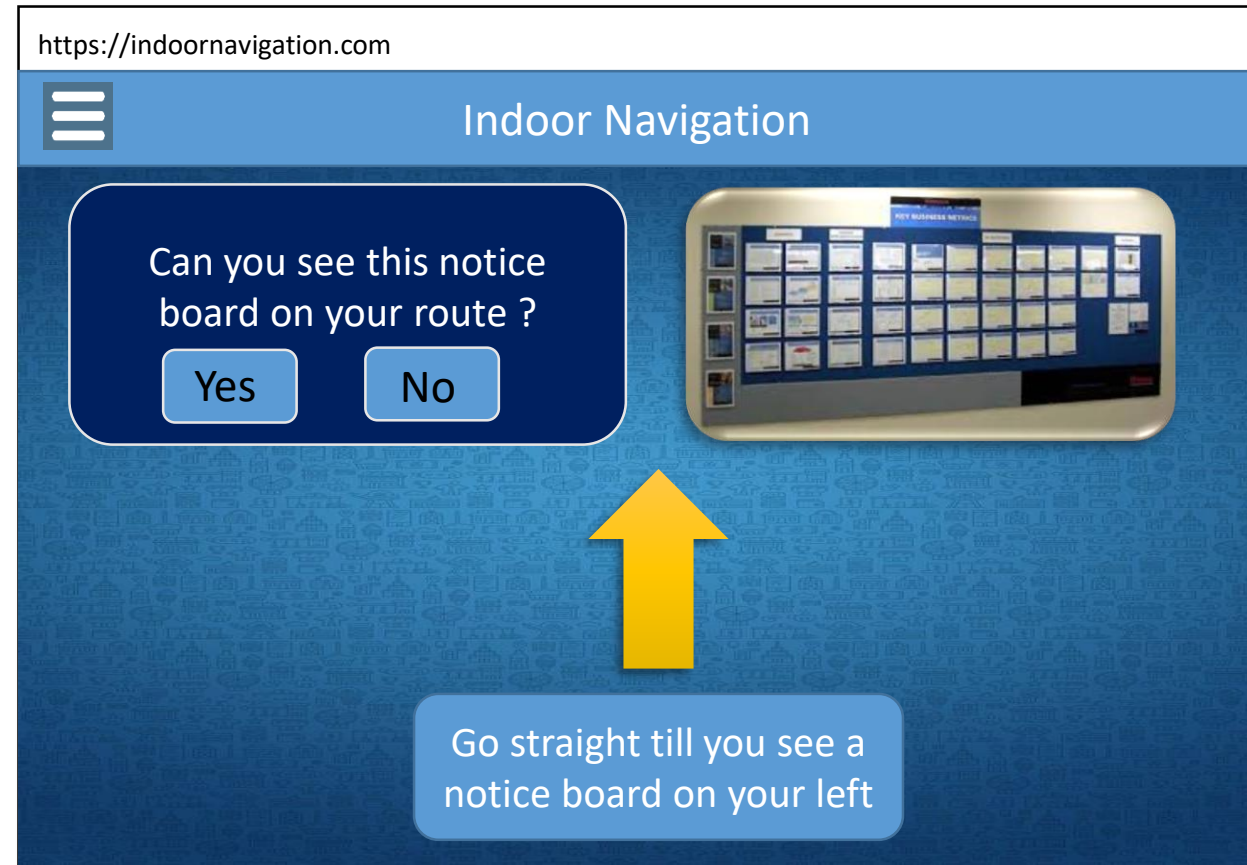 https://indoornavigation.com
Indoor Navigation
Can you see this notice
board on your route ?
Yes No
KEY BUSINESS METRICS
Go straight till you see a
notice board on your left